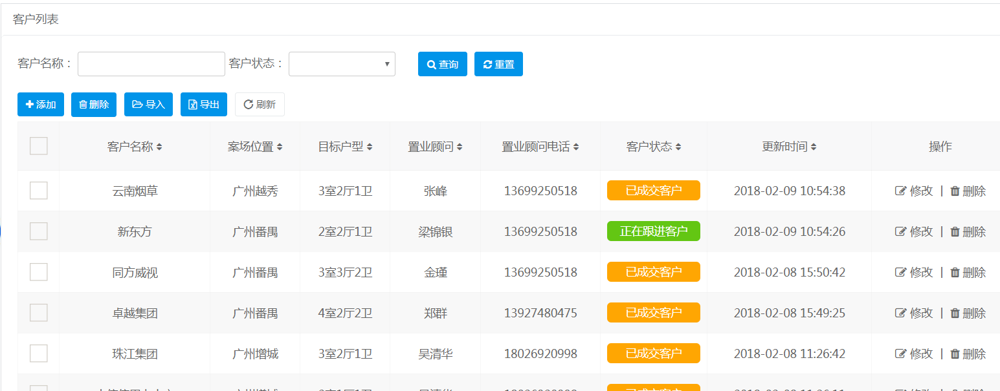 客户列表
客户名称： 客户状态： 查询 重置
添加 删除 导入 导出 刷新
客户名称 案场位置 目标户型 置业顾问 置业顾问电话 客户状态 更新时间 操作
云南烟草 广州越秀 3室2厅1卫 张峰 13699250518 已成交客户 2018-02-09 10:54:38 修改 | 删除
新东方 广州番禺 2室2厅1卫 梁锦银 13699250518 正在跟进客户 2018-02-09 10:54:26 修改 | 删除
同方威视 广州番禺 3室3厅2卫 金瑾 13699250518 已成交客户 2018-02-08 15:50:42 修改 | 删除
卓越集团 广州番禺 4室2厅2卫 郑群 13927480475 已成交客户 2018-02-08 15:49:25 修改 | 删除
珠江集团 广州增城 3室2厅1卫 吴清华 18026920998 已成交客户 2018-02-08 11:26:42 修改 | 删除